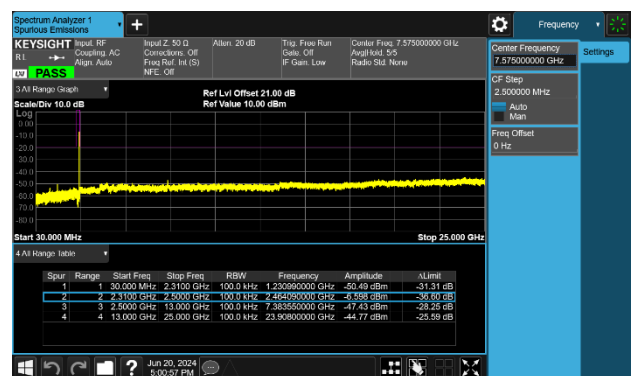 Spectrum Analyzer 1
Spurious Emissions
Frequency
KEYSIGHT Input: RF Input Z: 50 Ω Atten: 20 dB Trig: Free Run Center Freq: 7.575000000 GHz
R L Coupling: AC Corrections: Off Gate: Off Avg|Hold: 5/5
Align: Auto Freq Ref: Int (S) IF Gain: Low Radio Std: None
LW PASS NFE: Off
Center Frequency Settings
7.575000000 GHz
CF Step
2.500000 MHz
Auto
Man
Freq Offset
0 Hz
3 All Range Graph
Ref Lvl Offset 21.00 dB
Scale/Div 10.0 dB Ref Value 10.00 dBm
Log
0.00
-10.0
-20.0
-30.0
-40.0
-50.0
-60.0
-70.0
-80.0
Start 30.000 MHz Stop 25.000 GHz
4 All Range Table
Spur Range Start Freq Stop Freq RBW Frequency Amplitude ΔLimit
1 1 30.000 MHz 2.3100 GHz 100.0 kHz 1.230990000 GHz -50.49 dBm -31.31 dB
2 2 2.3100 GHz 2.5000 GHz 100.0 kHz 2.464090000 GHz -6.598 dBm -36.60 dB
3 3 2.5000 GHz 13.000 GHz 100.0 kHz 7.383550000 GHz -47.43 dBm -28.25 dB
4 4 13.000 GHz 25.000 GHz 100.0 kHz 23.90800000 GHz -44.77 dBm -25.59 dB
Jun 20, 2024
5:00:57 PM